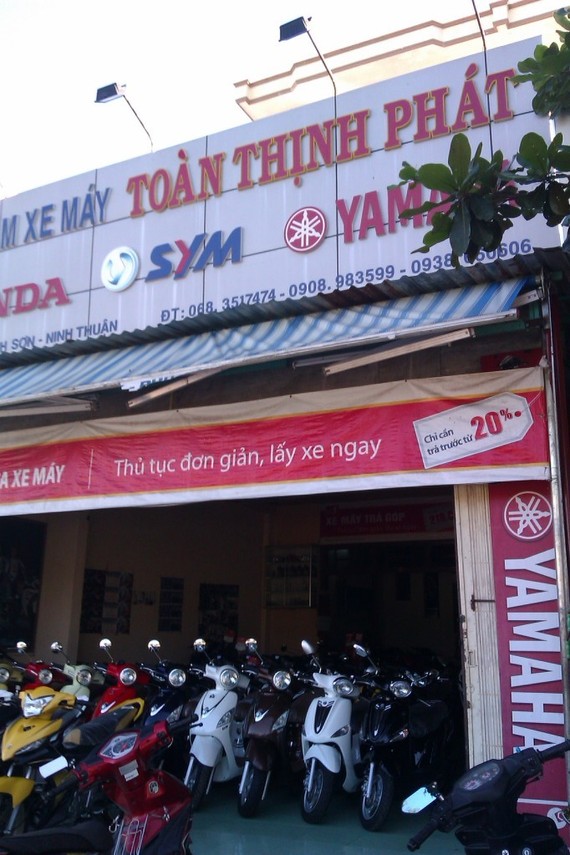 M XE MÁY TOÀN THỊNH PHÁT
NDA SYM YAMA
H SƠN - NINH THUẬN ĐT: 068. 3517474 - 0908. 983599 - 0938
A XE MÁY Thủ tục đơn giản, lấy xe ngay
Chỉ cần
trả trước từ 20%
XE MÁY TRẢ GÓP
YAMAHA